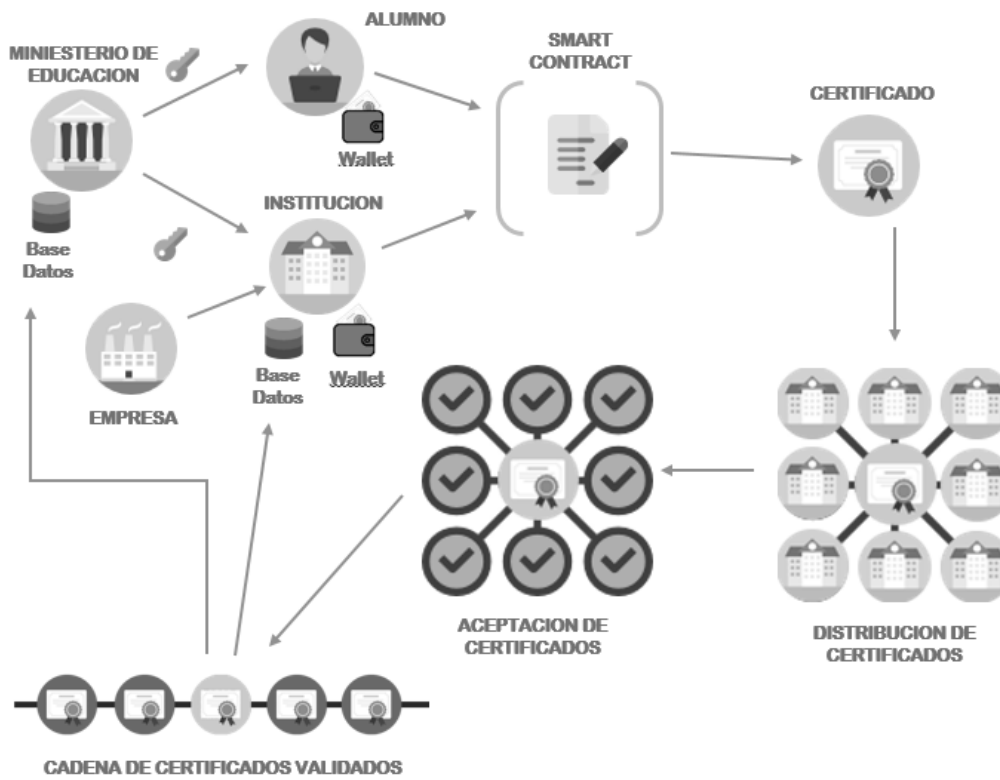 ALUMNO
MINIESTERIO DE
EDUCACION
SMART
CONTRACT
CERTIFICADO
Wallet
INSTITUCION
Base
Datos
Base
Datos
Wallet
EMPRESA
ACEPTACION DE
CERTIFICADOS
DISTRIBUCION DE
CERTIFICADOS
CADENA DE CERTIFICADOS VALIDADOS